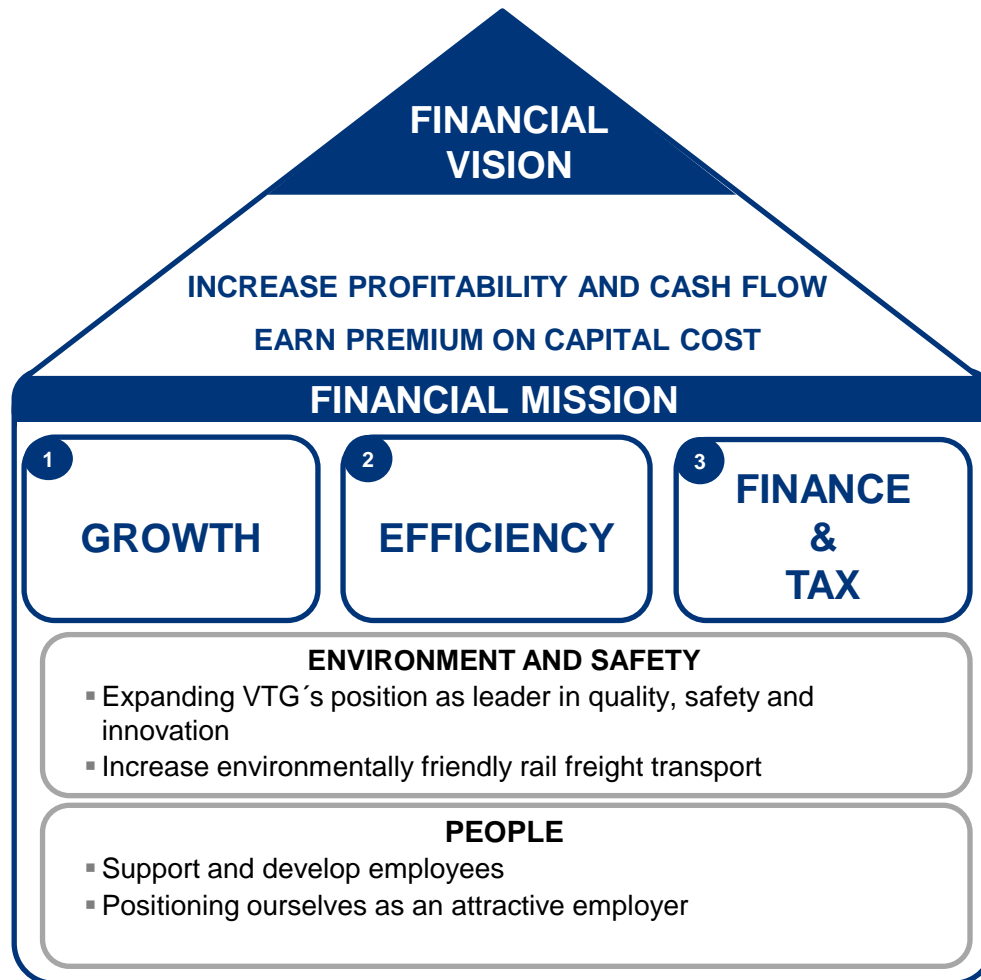 FINANCIAL
VISION
INCREASE PROFITABILITY AND CASH FLOW
EARN PREMIUM ON CAPITAL COST
FINANCIAL MISSION
1
GROWTH
2
EFFICIENCY
3
FINANCE
&
TAX
ENVIRONMENT AND SAFETY
▪ Expanding VTG´s position as leader in quality, safety and
innovation
▪ Increase environmentally friendly rail freight transport
PEOPLE
▪ Support and develop employees
▪ Positioning ourselves as an attractive employer